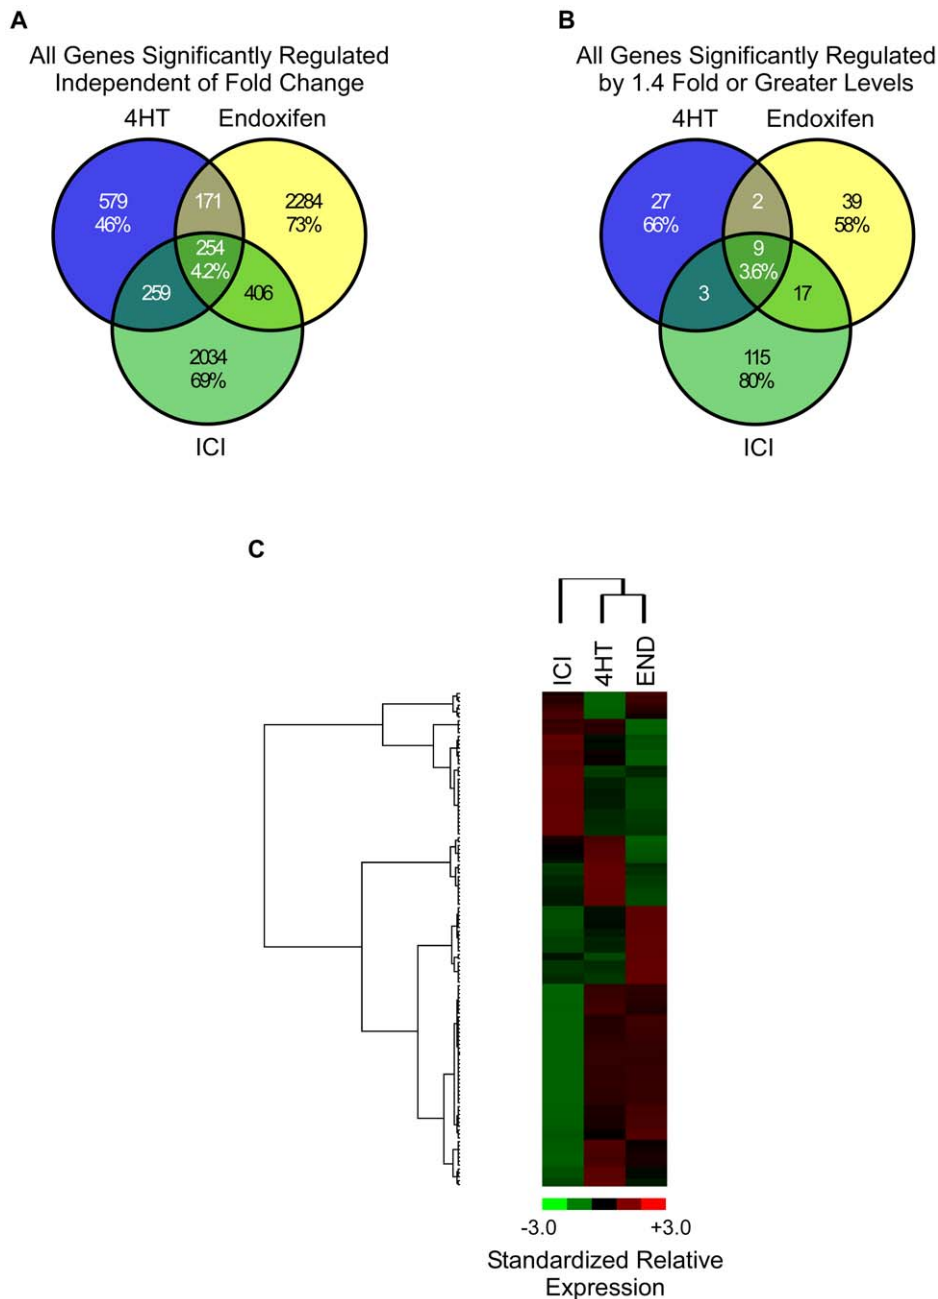 A
All Genes Significantly Regulated
Independent of Fold Change
4HT
Endoxifen
579
46%
171
2284
73%
254
4.2%
259
406
2034
69%
ICI
B
All Genes Significantly Regulated
by 1.4 Fold or Greater Levels
4HT
Endoxifen
27
66%
2
39
58%
9
3.6%
3
17
115
80%
ICI
C
ICI
4HT
END
-3.0
+3.0
Standardized Relative
Expression